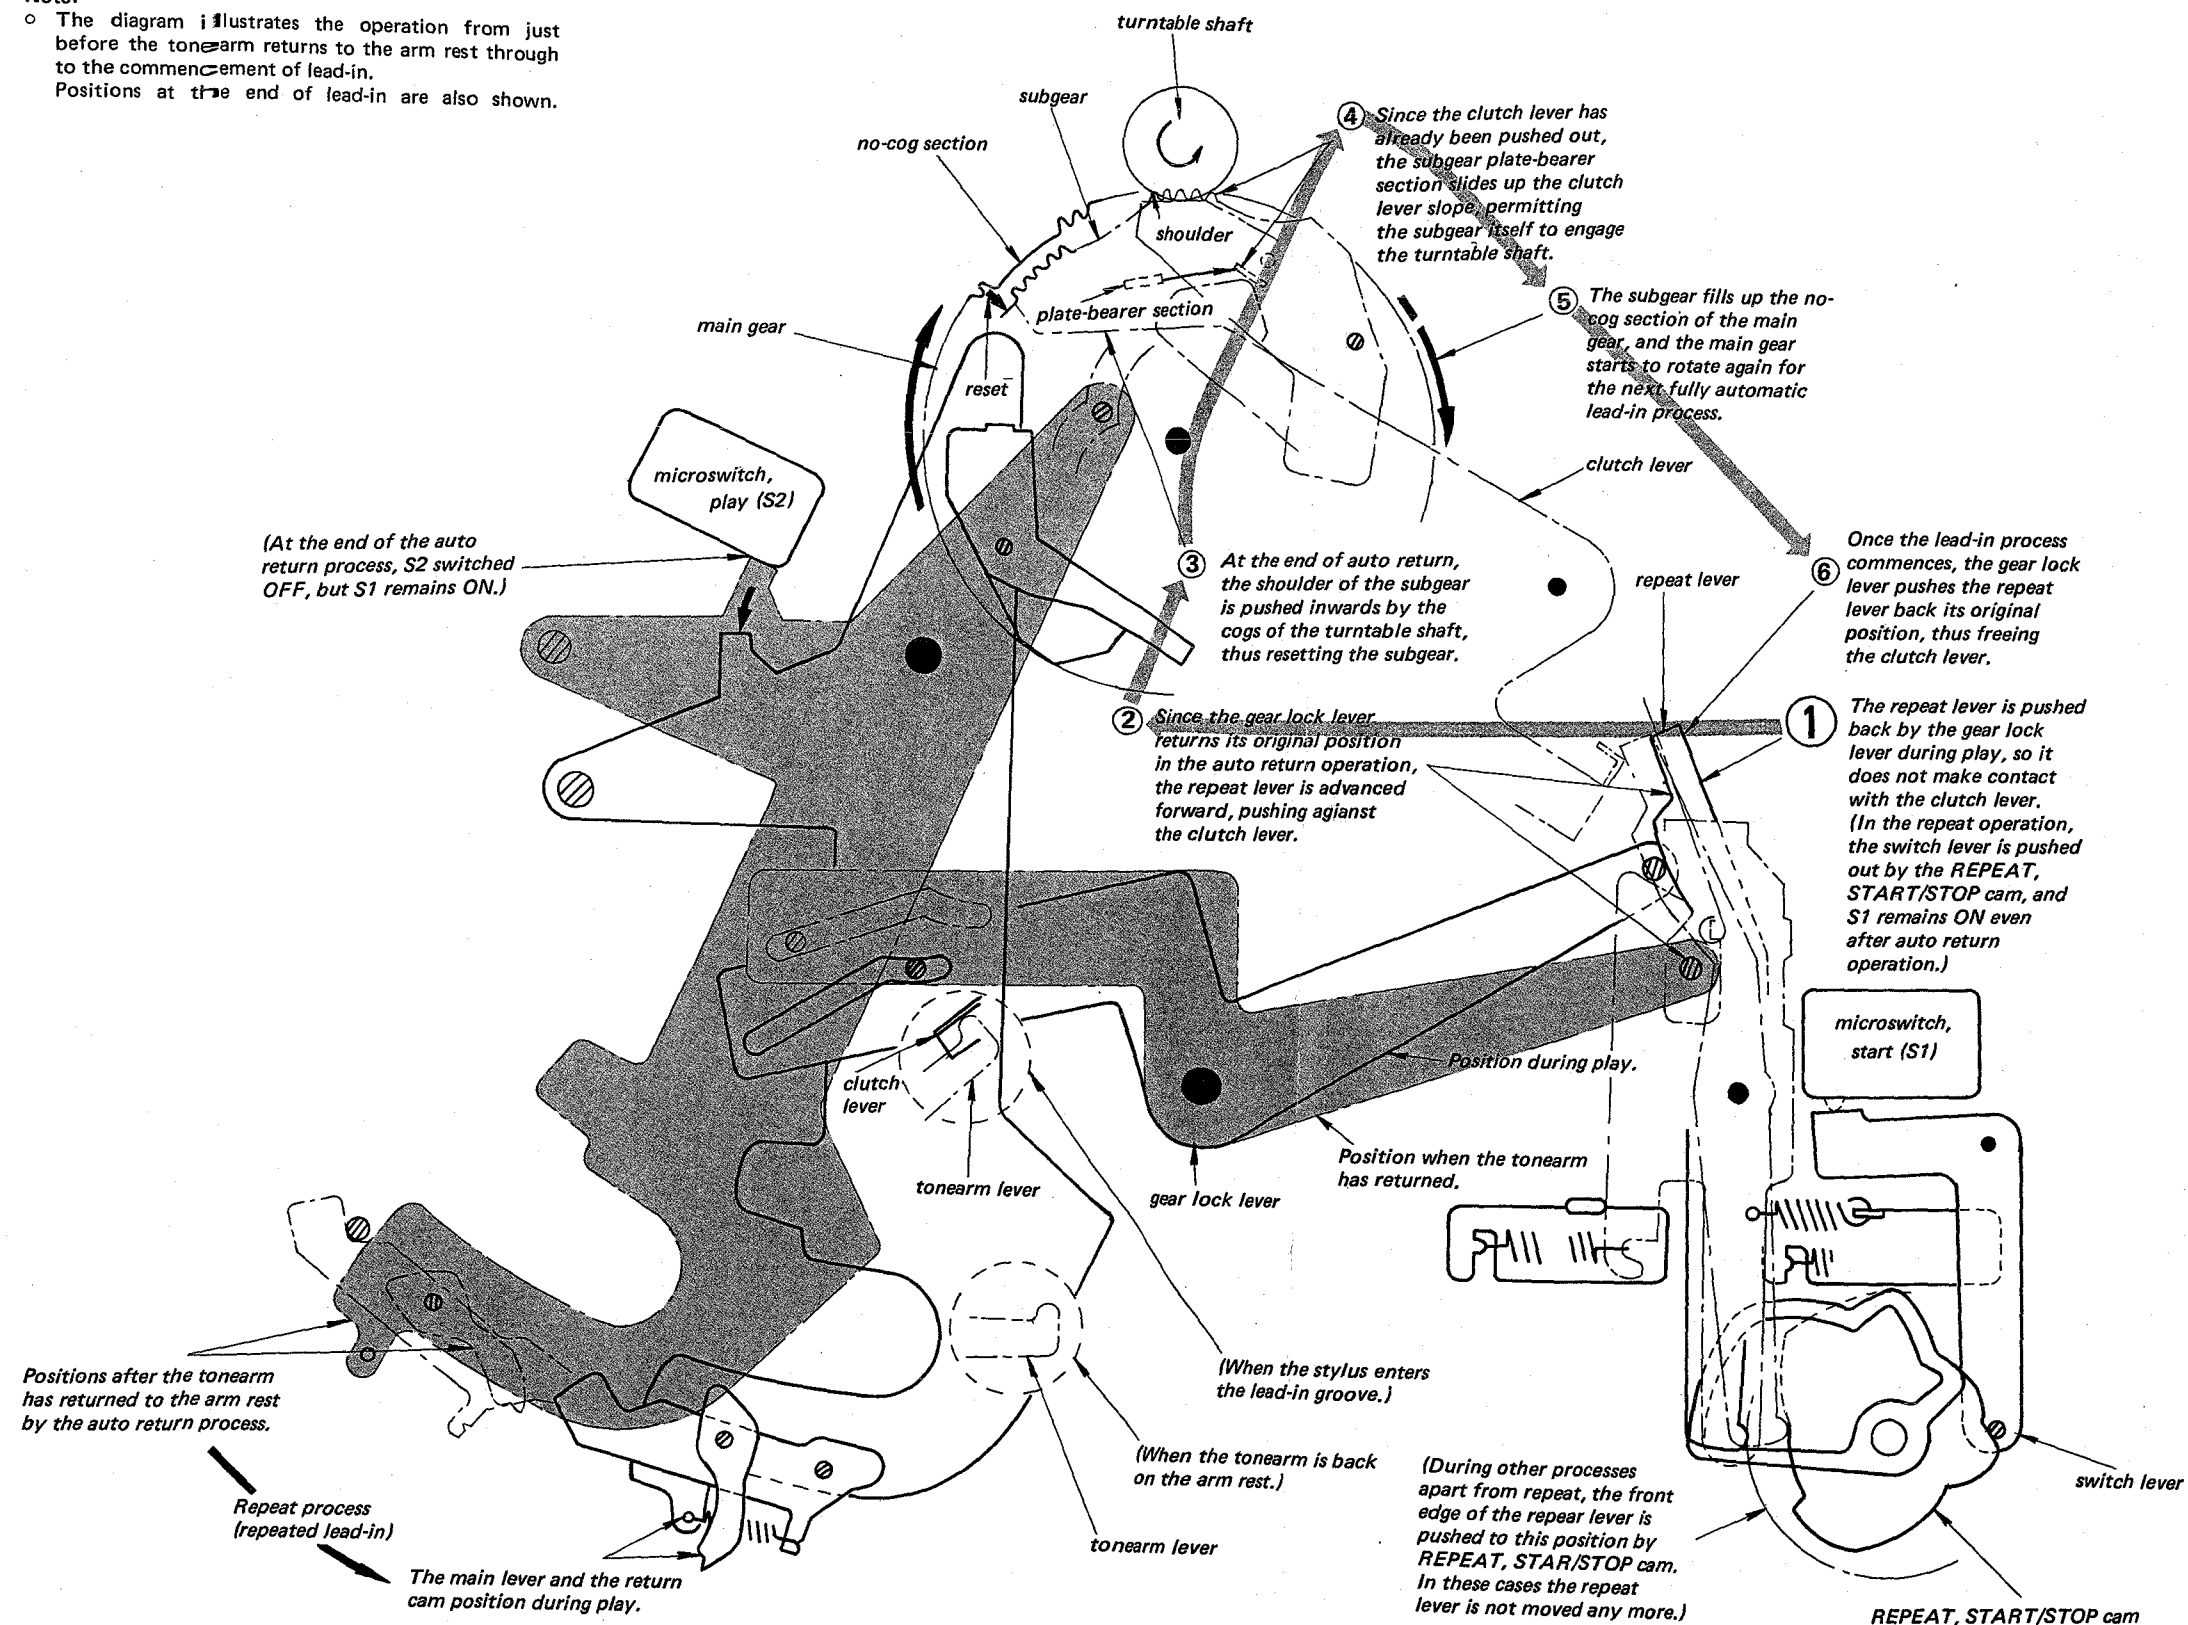 o The diagram illustrates the operation from just
before the tonearm returns to the arm rest through
to the commencement of lead-in.
Positions at the end of lead-in are also shown.
turntable shaft
subgear
no-cog section
shoulder
plate-bearer section
main gear
reset
microswitch,
play (S2)
(At the end of the auto
return process, S2 switched
OFF, but S1 remains ON.)
④ Since the clutch lever has
already been pushed out,
the subgear plate-bearer
section slides up the clutch
lever slope, permitting
the subgear itself to engage
the turntable shaft.
⑤ The subgear fills up the no-
cog section of the main
gear, and the main gear
starts to rotate again for
the next fully automatic
lead-in process.
clutch lever
③ At the end of auto return,
the shoulder of the subgear
is pushed inwards by the
cogs of the turntable shaft,
thus resetting the subgear.
repeat lever
⑥ Once the lead-in process
commences, the gear lock
lever pushes the repeat
lever back its original
position, thus freeing
the clutch lever.
② Since the gear lock lever
returns its original position
in the auto return operation,
the repeat lever is advanced
forward, pushing agianst
the clutch lever.
① The repeat lever is pushed
back by the gear lock
lever during play, so it
does not make contact
with the clutch lever.
(In the repeat operation,
the switch lever is pushed
out by the REPEAT,
START/STOP cam, and
S1 remains ON even
after auto return
operation.)
microswitch,
start (S1)
Position during play.
clutch
lever
tonearm lever
Position when the tonearm
has returned.
gear lock lever
(When the stylus enters
the lead-in groove.)
(When the tonearm is back
on the arm rest.)
tonearm lever
Positions after the tonearm
has returned to the arm rest
by the auto return process.
Repeat process
(repeated lead-in)
The main lever and the return
cam position during play.
(During other processes
apart from repeat, the front
edge of the repear lever is
pushed to this position by
REPEAT, STAR/STOP cam.
In these cases the repeat
lever is not moved any more.)
switch lever
REPEAT, START/STOP cam